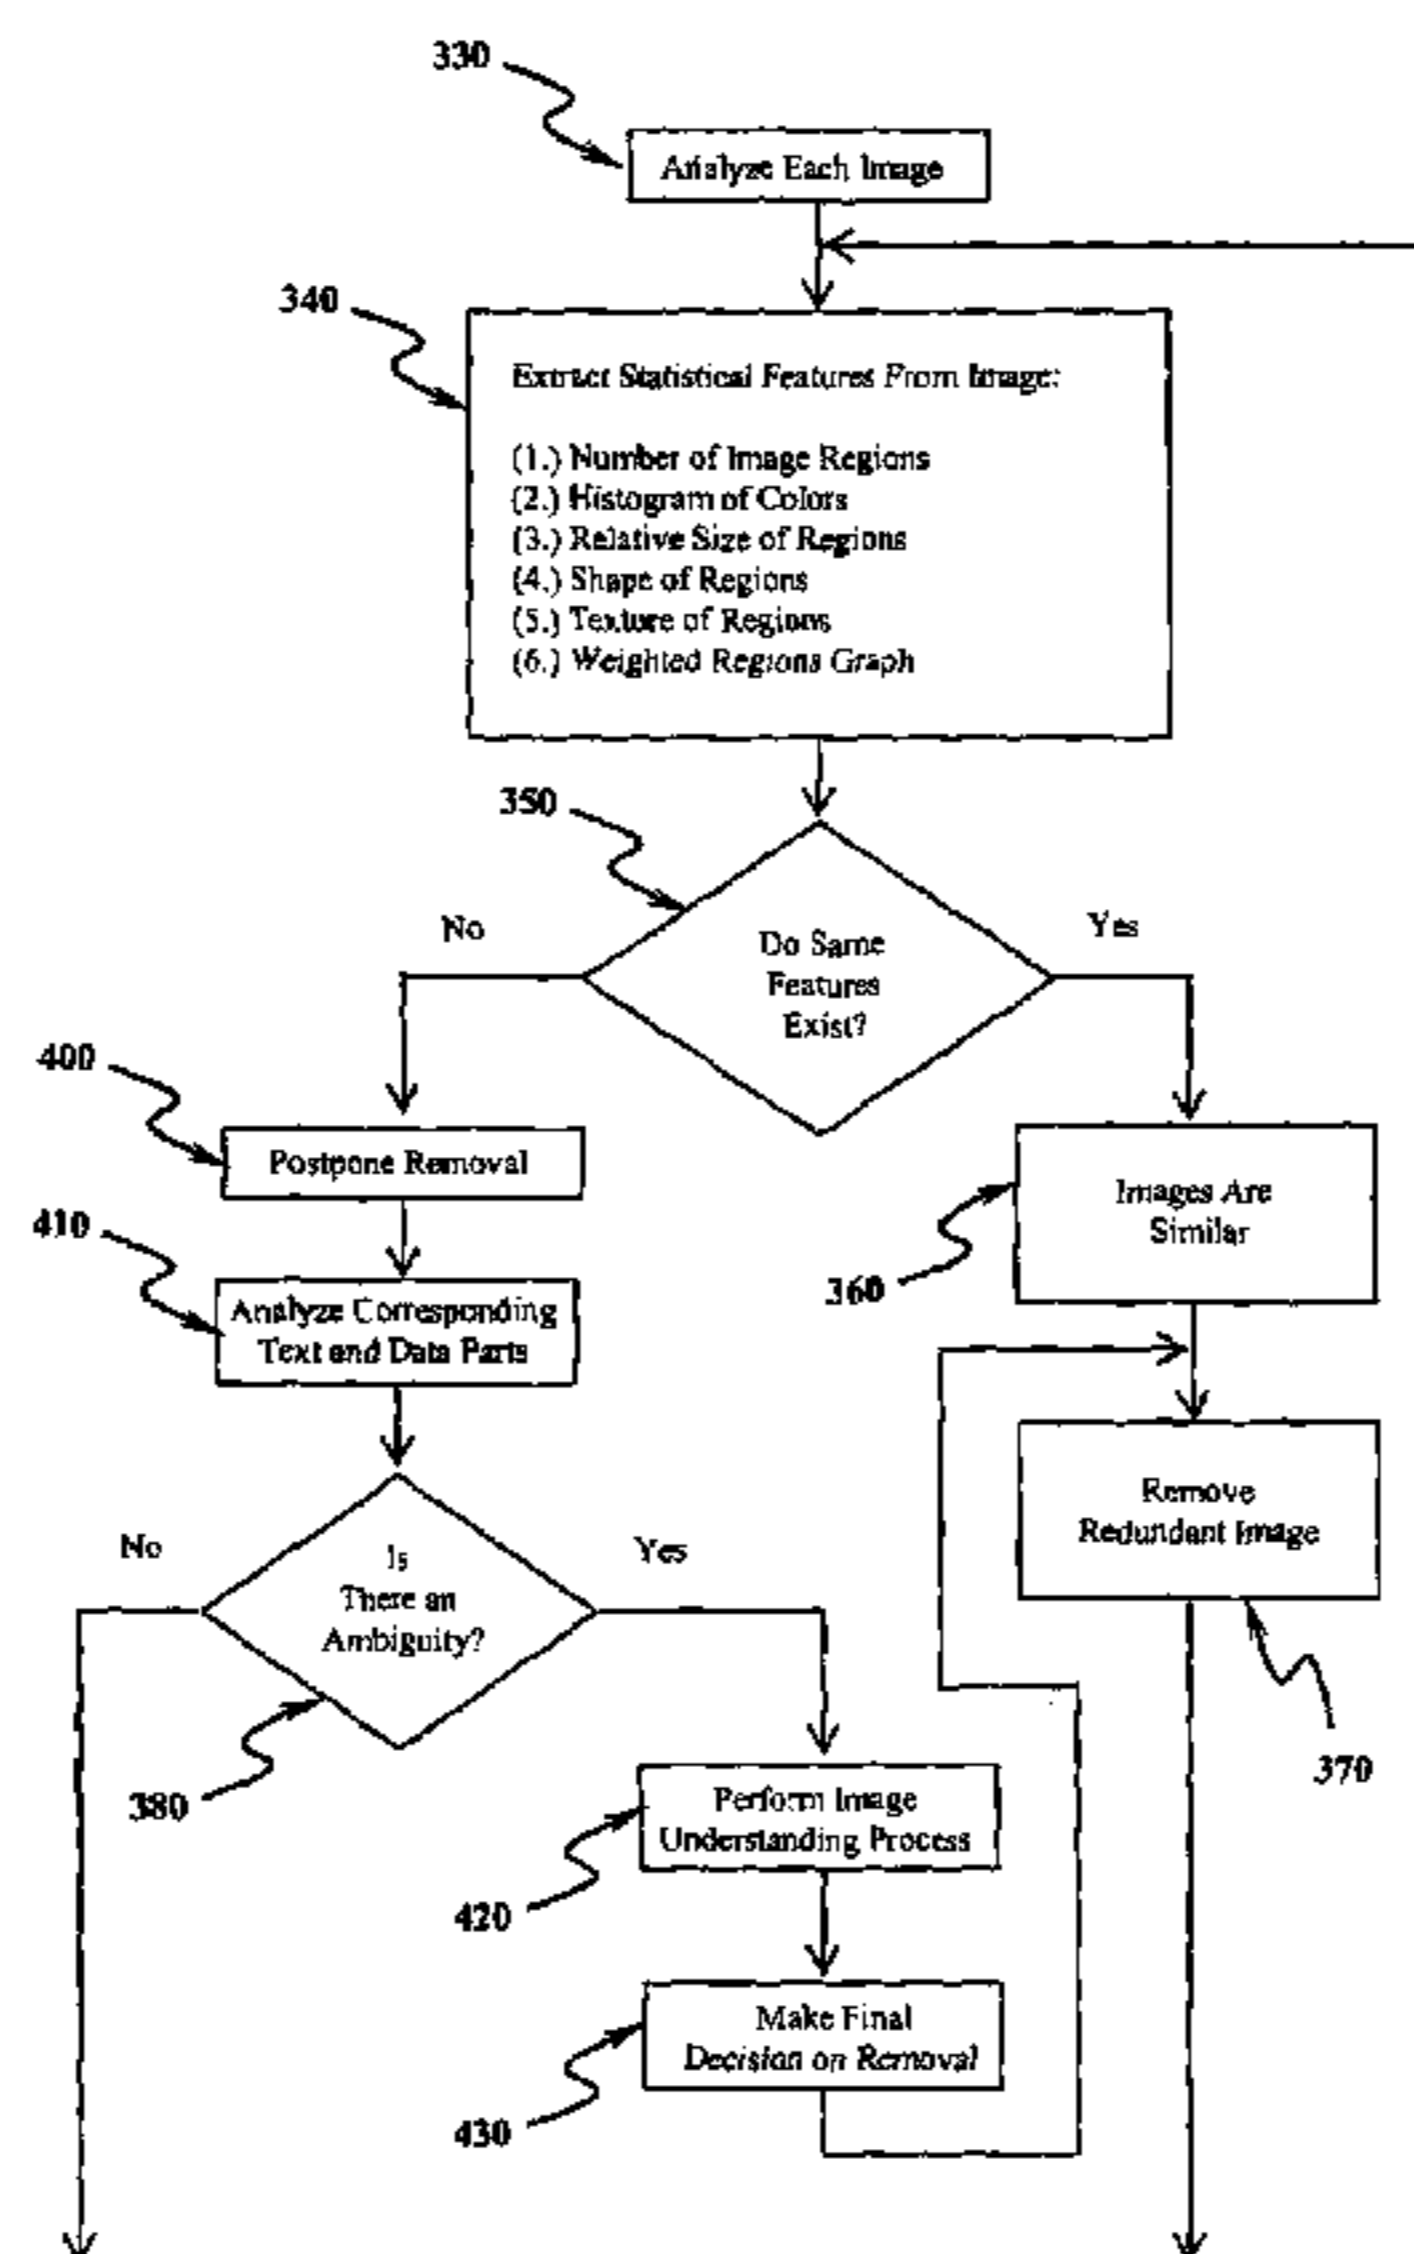 330
Analyze Each Image
340
Extract Statistical Features From Image:
(1.) Number of Image Regions
(2.) Histogram of Colors
(3.) Relative Size of Regions
(4.) Shape of Regions
(5.) Texture of Regions
(6.) Weighted Regions Graph
350
No
Yes
Do Same
Features
Exist?
400
Postpone Removal
410
Analyze Corresponding
Text and Data Parts
Images Are
Similar
360
Remove
Redundant Image
370
No
Yes
Is
There an
Ambiguity?
380
Perform Image
Understanding Process
420
Make Final
Decision on Removal
430